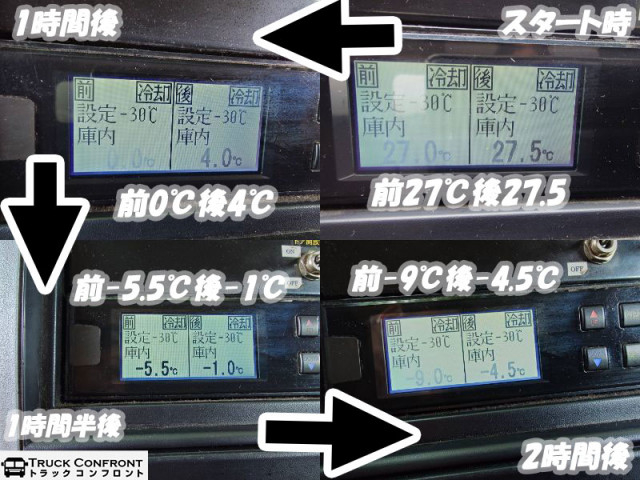 スタート時
前 冷却 後 冷却
設定-30℃ 設定-30℃
庫内
27.0℃ 27.5℃
前27℃後27.5
1時間後
前 冷却 後 冷却
設定-30℃ 設定-30℃
庫内
0.0℃ 4.0℃
前0℃後4℃
前-5.5℃後-1℃
OFF
前 冷却 後 冷却
設定-30℃ 設定-30℃
庫内 庫内
-5.5℃ -1.0℃
1時間半後
前-9℃後-4.5℃
OFF
前 冷却 後 冷却
設定-30℃ 設定-30℃
庫内 庫内
-9.0℃ -4.5℃
2時間後
TRUCK CONFRONT
トラックコンフロント